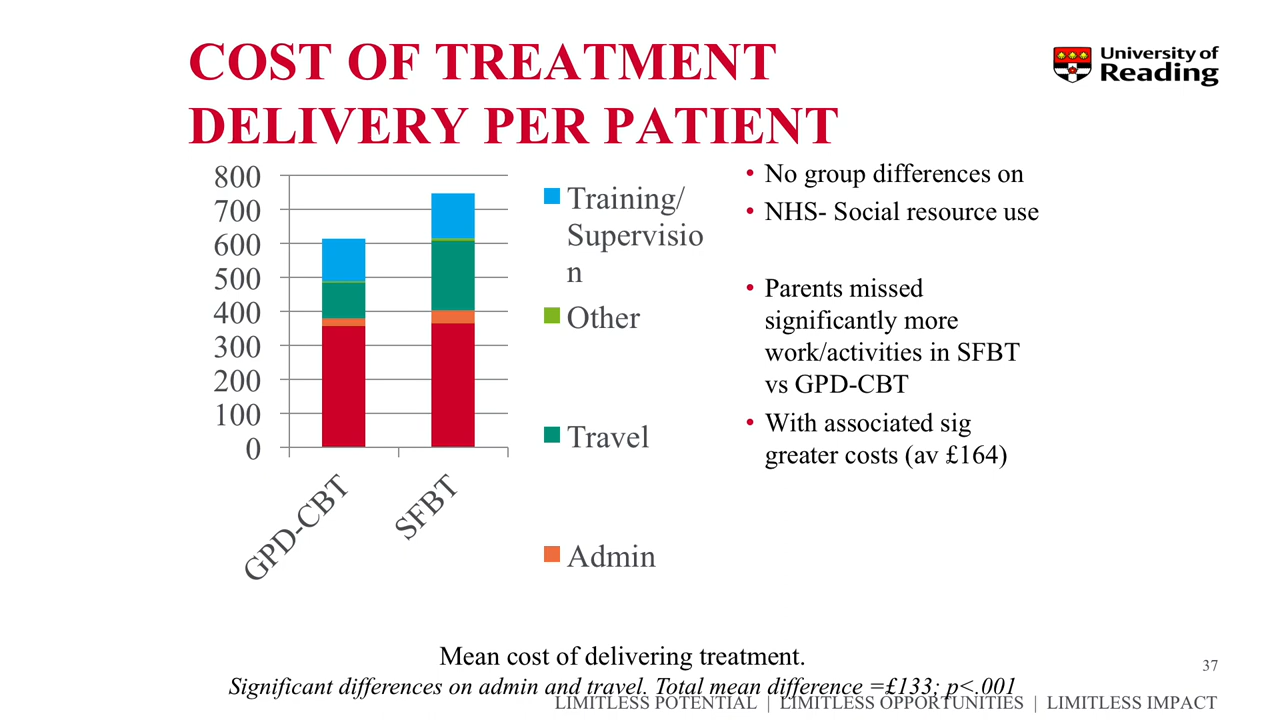 COST OF TREATMENT
DELIVERY PER PATIENT
University of
Reading
800
700
600
500
400
300
200
100
0
GPD-CBT
SFBT
Training/
Supervisio
n
Other
Travel
Admin
• No group differences on
• NHS- Social resource use
• Parents missed
significantly more
work/activities in SFBT
vs GPD-CBT
• With associated sig
greater costs (av £164)
Mean cost of delivering treatment.
Significant differences on admin and travel. Total mean difference =£133; p<.001
37
LIMITLESS POTENTIAL | LIMITLESS OPPORTUNITIES | LIMITLESS IMPACT